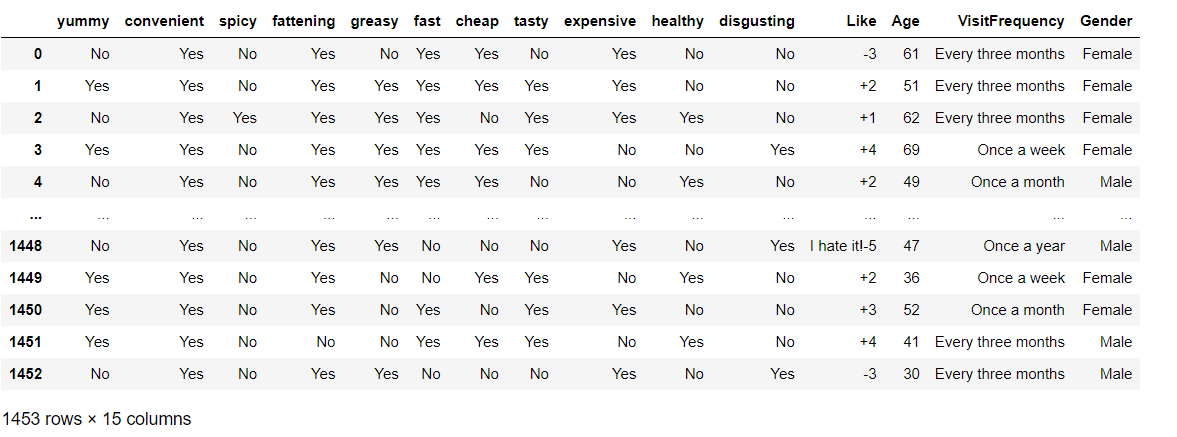 yummy convenient spicy fattening greasy fast cheap tasty expensive healthy disgusting Like Age VisitFrequency Gender
0 No Yes No Yes No Yes Yes No Yes No No -3 61 Every three months Female
1 Yes Yes No Yes Yes Yes Yes Yes Yes No No +2 51 Every three months Female
2 No Yes Yes Yes Yes Yes No Yes Yes Yes No +1 62 Every three months Female
3 Yes Yes No Yes Yes Yes Yes Yes No No Yes +4 69 Once a week Female
4 No Yes No Yes Yes Yes Yes No No Yes No +2 49 Once a month Male
... ... ... ... ... ... ... ... ... ... ... ... ... ... ... ...
1448 No Yes No Yes Yes No No No Yes No Yes I hate it!-5 47 Once a year Male
1449 Yes Yes No Yes No No Yes Yes No Yes No +2 36 Once a week Female
1450 Yes Yes No Yes No Yes No Yes Yes No No +3 52 Once a month Female
1451 Yes Yes No No No Yes Yes Yes No Yes No +4 41 Every three months Male
1452 No Yes No Yes Yes No No No Yes No Yes -3 30 Every three months Male
1453 rows × 15 columns